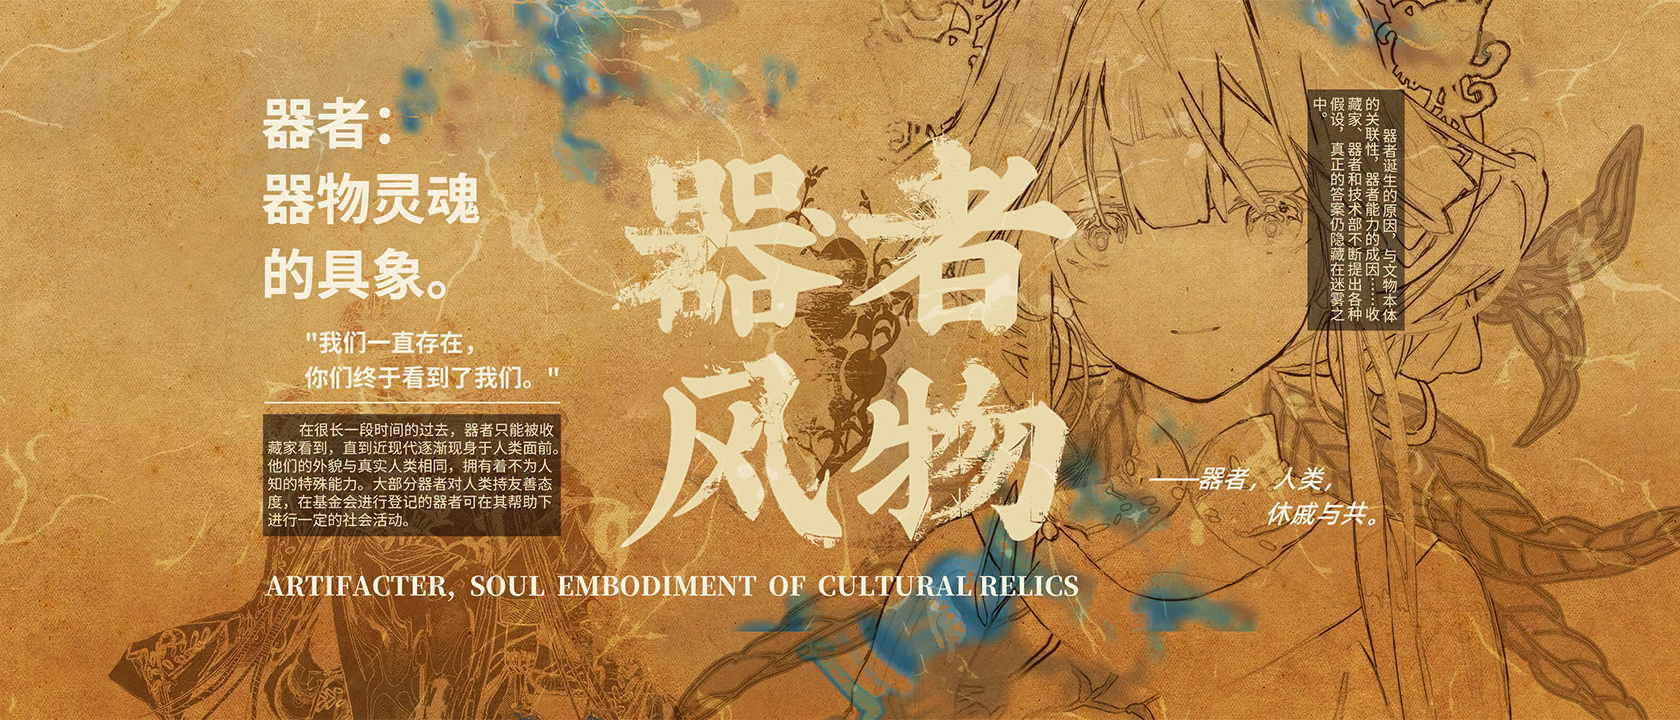 器者：
器物灵魂
的具象。
"我们一直存在，
你们终于看到了我们。"
在很长一段时间的过去，器者只能被收
藏家看到，直到近现代逐渐现身于人类面前。
他们的外貌与真实人类相同，拥有着不为人
知的特殊能力。大部分器者对人类持友善态
度，在基金会进行登记的器者可在其帮助下
进行一定的社会活动。
器者
风物
ARTIFACTER, SOUL EMBODIMENT OF CULTURAL RELICS
器者诞生的原因，与文物本体
的关联性，器者能力的成因……收
藏家、器者和技术部不断提出各种
假设，真正的答案仍隐藏在迷雾之
中。
——器者，人类，
休戚与共。